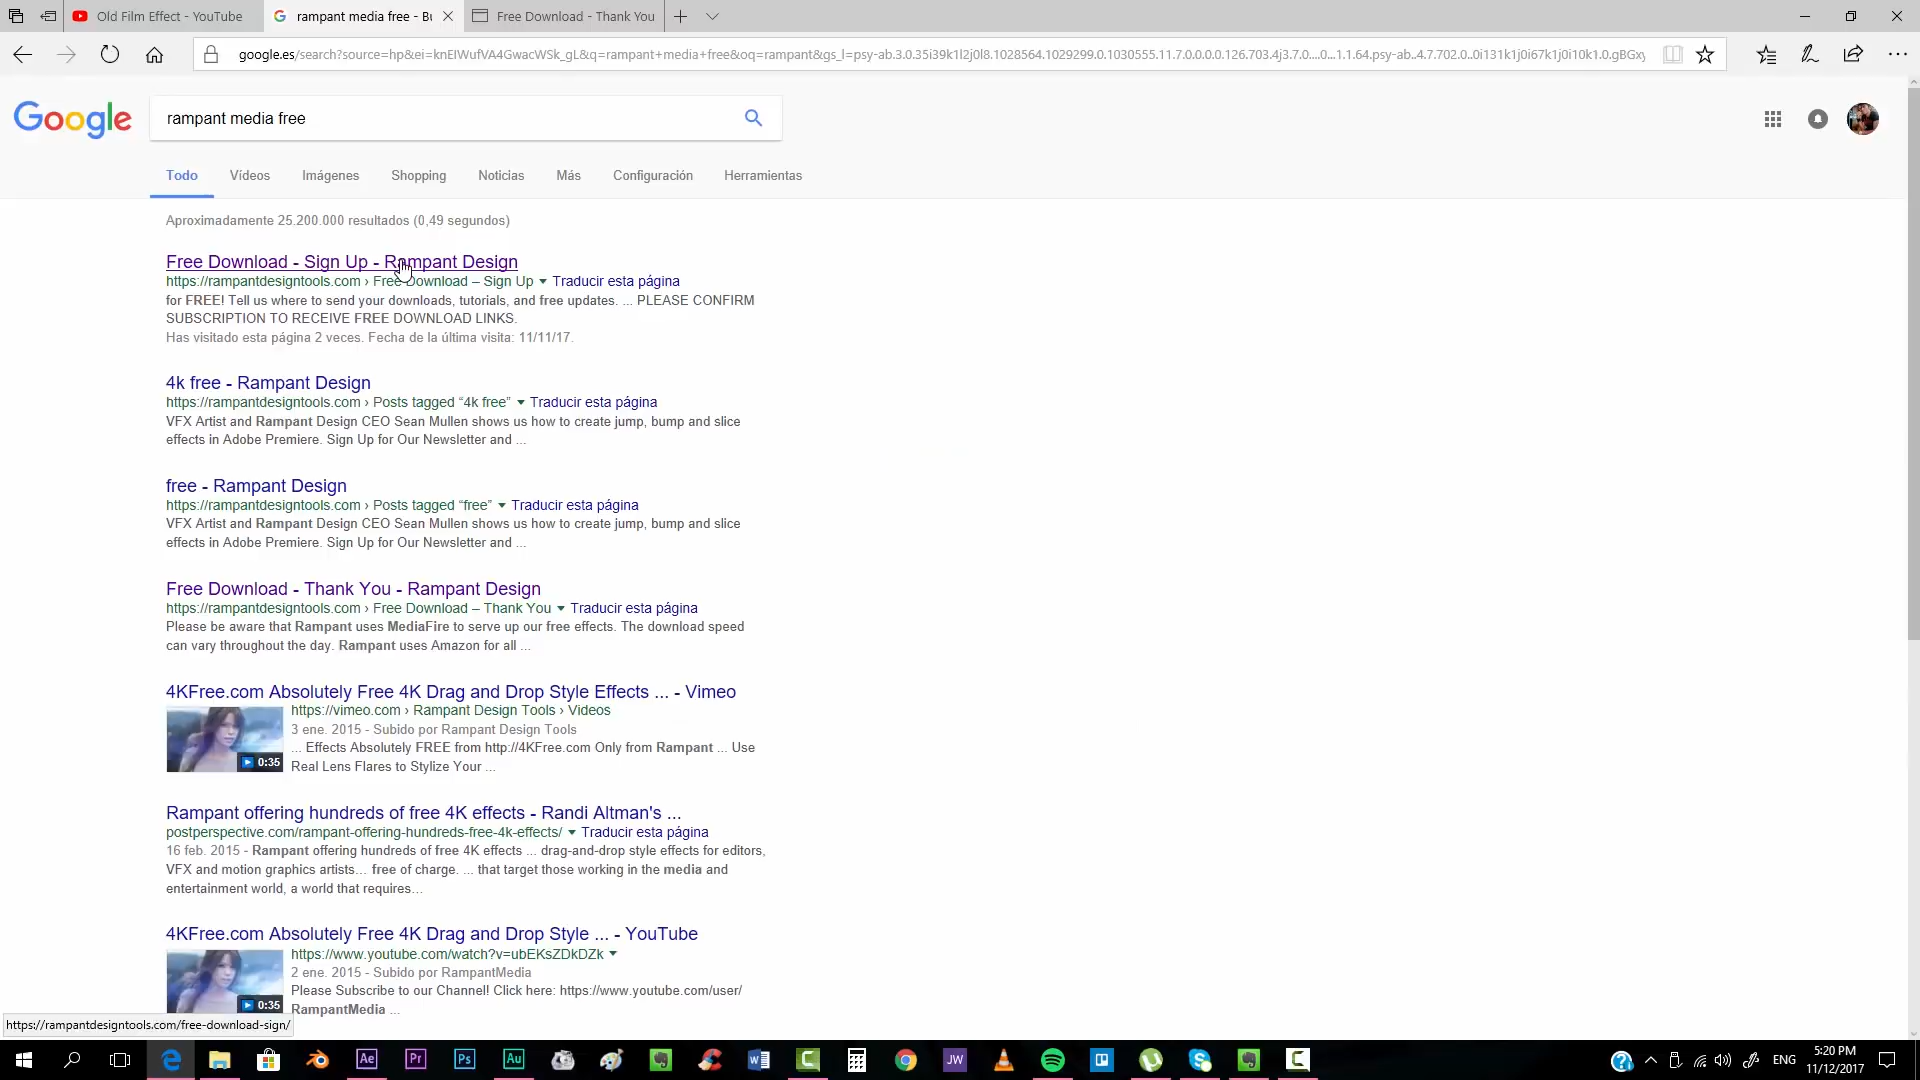 Old Film Effect - YouTube
rampant media free - Bu
Free Download - Thank You
google.es/search?source=hp&ei=knEIWufVA4GwacWSk_gL&q=rampant+media+free&oq=rampant&gs_l=psy-ab.3.0.35i39k1l2j0l8.1028564.1029299.0.1030555.11.7.0.0.0.0.126.703.4j3.7.0....0...1.1.64.psy-ab..4.7.702.0..0i131k1j0i67k1j0i10k1.0.gBGxy
Google
rampant media free
Todo
Vídeos
Imágenes
Shopping
Noticias
Más
Configuración
Herramientas
Aproximadamente 25.200.000 resultados (0,49 segundos)
Free Download - Sign Up - Rampant Design
https://rampantdesigntools.com › Free Download – Sign Up Traducir esta página
for FREE! Tell us where to send your downloads, tutorials, and free updates. ... PLEASE CONFIRM
SUBSCRIPTION TO RECEIVE FREE DOWNLOAD LINKS.
Has visitado esta página 2 veces. Fecha de la última visita: 11/11/17.
4k free - Rampant Design
https://rampantdesigntools.com › Posts tagged “4k free” Traducir esta página
VFX Artist and Rampant Design CEO Sean Mullen shows us how to create jump, bump and slice
effects in Adobe Premiere. Sign Up for Our Newsletter and ...
free - Rampant Design
https://rampantdesigntools.com › Posts tagged “free” Traducir esta página
VFX Artist and Rampant Design CEO Sean Mullen shows us how to create jump, bump and slice
effects in Adobe Premiere. Sign Up for Our Newsletter and ...
Free Download - Thank You - Rampant Design
https://rampantdesigntools.com › Free Download – Thank You Traducir esta página
Please be aware that Rampant uses MediaFire to serve up our free effects. The download speed
can vary throughout the day. Rampant uses Amazon for all ...
4KFree.com Absolutely Free 4K Drag and Drop Style Effects ... - Vimeo
https://vimeo.com › Rampant Design Tools › Videos
3 ene. 2015 - Subido por Rampant Design Tools
... Effects Absolutely FREE from http://4KFree.com Only from Rampant ... Use
Real Lens Flares to Stylize Your ...
0:35
Rampant offering hundreds of free 4K effects - Randi Altman's ...
postperspective.com/rampant-offering-hundreds-free-4k-effects/ Traducir esta página
16 feb. 2015 - Rampant offering hundreds of free 4K effects ... drag-and-drop style effects for editors,
VFX and motion graphics artists... free of charge. ... that target those working in the media and
entertainment world, a world that requires...
4KFree.com Absolutely Free 4K Drag and Drop Style ... - YouTube
https://www.youtube.com/watch?v=ubEKsZDkDZk
2 ene. 2015 - Subido por RampantMedia
Please Subscribe to our Channel! Click here: https://www.youtube.com/user/
RampantMedia ...
0:35
https://rampantdesigntools.com/free-download-sign/
Ae
Pr
Ps
Au
JW
ENG
5:20 PM
11/12/2017